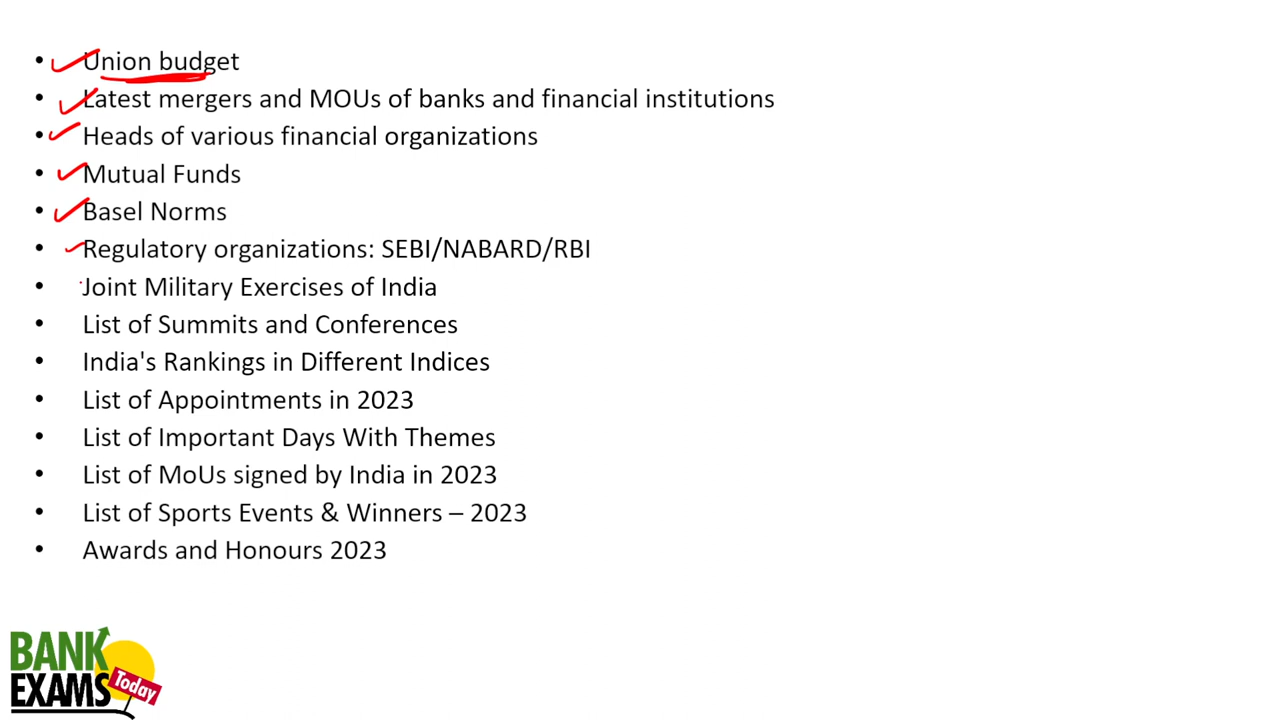 • Union budget
• Latest mergers and MOUs of banks and financial institutions
• Heads of various financial organizations
• Mutual Funds
• Basel Norms
• Regulatory organizations: SEBI/NABARD/RBI
• Joint Military Exercises of India
• List of Summits and Conferences
• India's Rankings in Different Indices
• List of Appointments in 2023
• List of Important Days With Themes
• List of MoUs signed by India in 2023
• List of Sports Events & Winners – 2023
• Awards and Honours 2023
BANK
EXAMS
Today